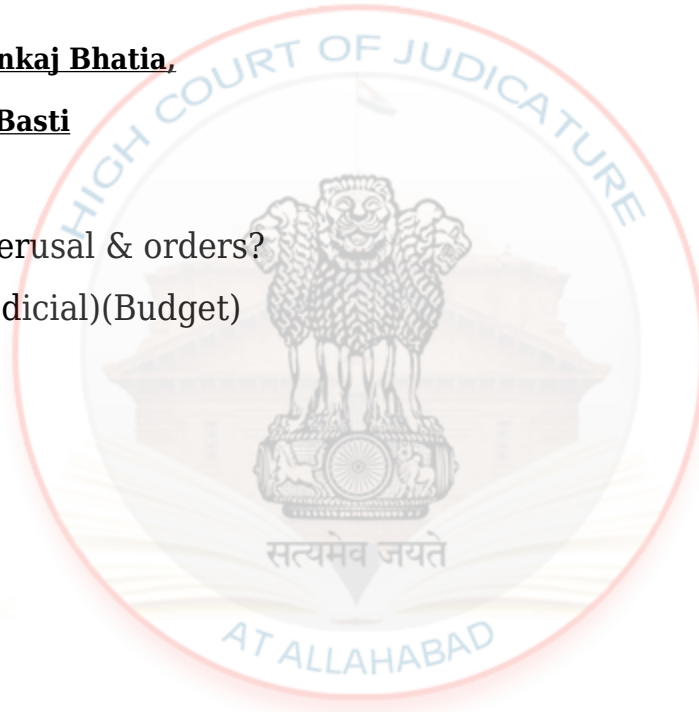 nkaj Bhatia,
Basti
erusal & orders?
dicial)(Budget)
HIGH COURT OF JUDICATURE
सत्यमेव जयते
AT ALLAHABAD